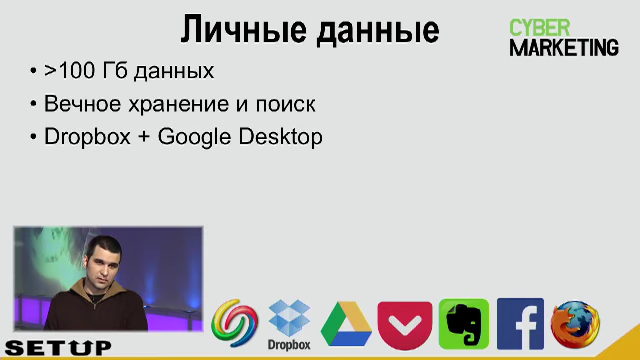 Личные данные
CYBER
MARKETING
• >100 Гб данных
• Вечное хранение и поиск
• Dropbox + Google Desktop
Dropbox
SETUP